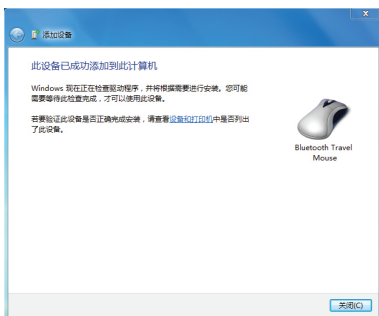 添加设备
此设备已成功添加到此计算机
Windows 现在正在检查驱动程序，并将根据需要进行安装。您可能
需要等待此检查完成，才可以使用此设备。
若要验证此设备是否正确完成安装，请查看设备和打印机中是否列出
了此设备。
Bluetooth Travel
Mouse
关闭(C)